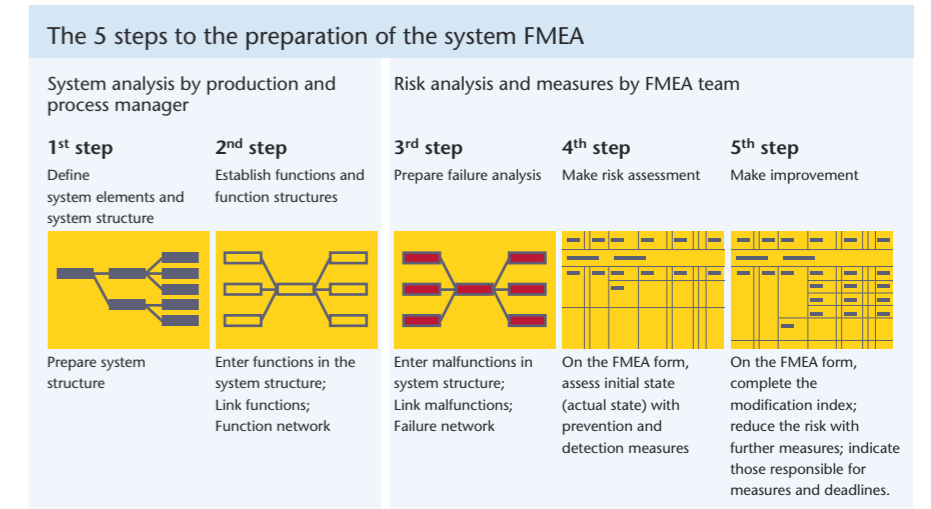 The 5 steps to the preparation of the system FMEA
System analysis by production and
process manager
Risk analysis and measures by FMEA team
1st step
Define
system elements and
system structure
Prepare system
structure
2nd step
Establish functions and
function structures
Enter functions in the
system structure;
Link functions;
Function network
3rd step
Prepare failure analysis
Enter malfunctions in
system structure;
Link malfunctions;
Failure network
4th step
Make risk assessment
On the FMEA form,
assess initial state
(actual state) with
prevention and
detection measures
5th step
Make improvement
On the FMEA form,
complete the
modification index;
reduce the risk with
further measures; indicate
those responsible for
measures and deadlines.